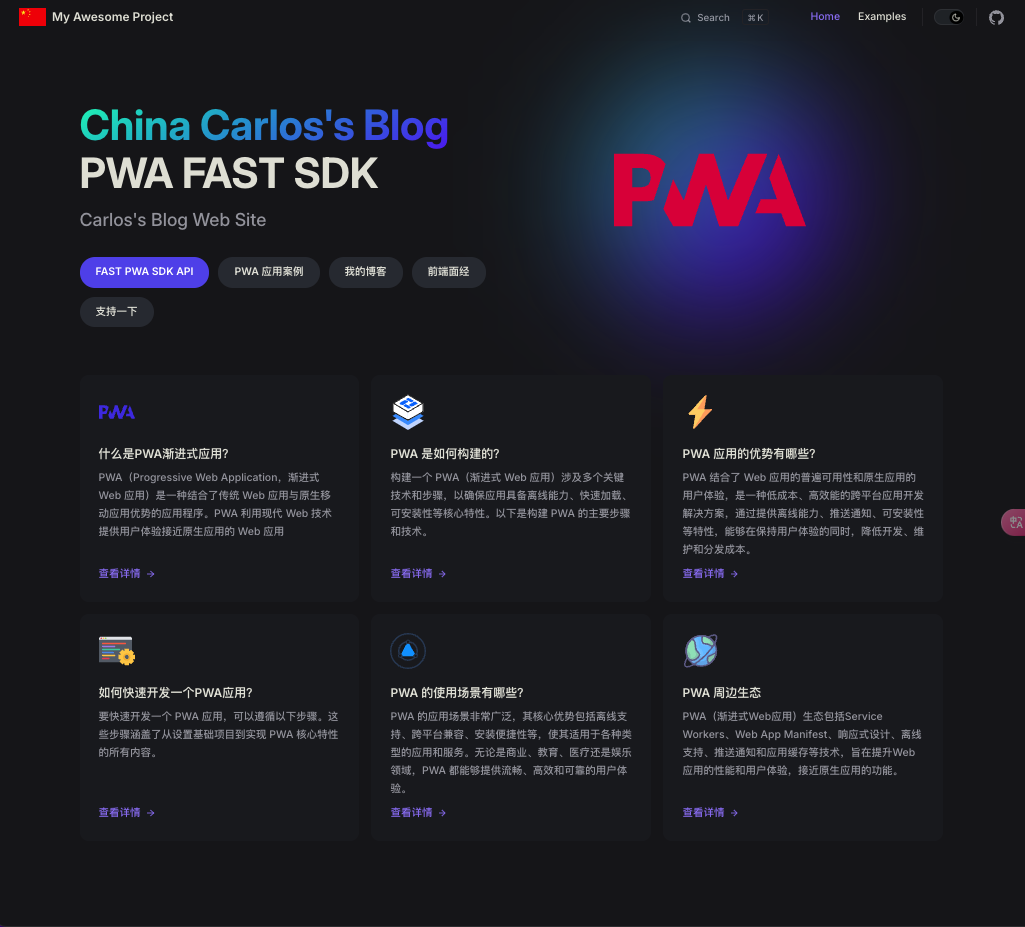 My Awesome Project
Search
⌘ K
Home
Examples
China Carlos's Blog
PWA FAST SDK
Carlos's Blog Web Site
PWA
FAST PWA SDK API
PWA 应用案例
我的博客
前端面经
支持一下
PWA
什么是PWA渐进式应用?
PWA（Progressive Web Application，渐进式
Web 应用）是一种结合了传统 Web 应用与原生移
动应用优势的应用程序。PWA 利用现代 Web 技术
提供用户体验接近原生应用的 Web 应用
查看详情 →
PWA 是如何构建的?
构建一个 PWA（渐进式 Web 应用）涉及多个关键
技术和步骤，以确保应用具备离线能力、快速加载、
可安装性等核心特性。以下是构建 PWA 的主要步骤
和技术。
查看详情 →
PWA 应用的优势有哪些?
PWA 结合了 Web 应用的普遍可用性和原生应用的
用户体验，是一种低成本、高效能的跨平台应用开发
解决方案，通过提供离线能力、推送通知、可安装性
等特性，能够在保持用户体验的同时，降低开发、维
护和分发成本。
查看详情 →
如何快速开发一个PWA应用?
要快速开发一个 PWA 应用，可以遵循以下步骤。这
些步骤涵盖了从设置基础项目到实现 PWA 核心特性
的所有内容。
查看详情 →
PWA 的使用场景有哪些?
PWA 的应用场景非常广泛，其核心优势包括离线支
持、跨平台兼容、安装便捷性等，使其适用于各种类
型的应用和服务。无论是商业、教育、医疗还是娱乐
领域，PWA 都能够提供流畅、高效和可靠的用户体
验。
查看详情 →
PWA 周边生态
PWA（渐进式Web应用）生态包括Service
Workers、Web App Manifest、响应式设计、离线
支持、推送通知和应用缓存等技术，旨在提升Web
应用的性能和用户体验，接近原生应用的功能。
查看详情 →